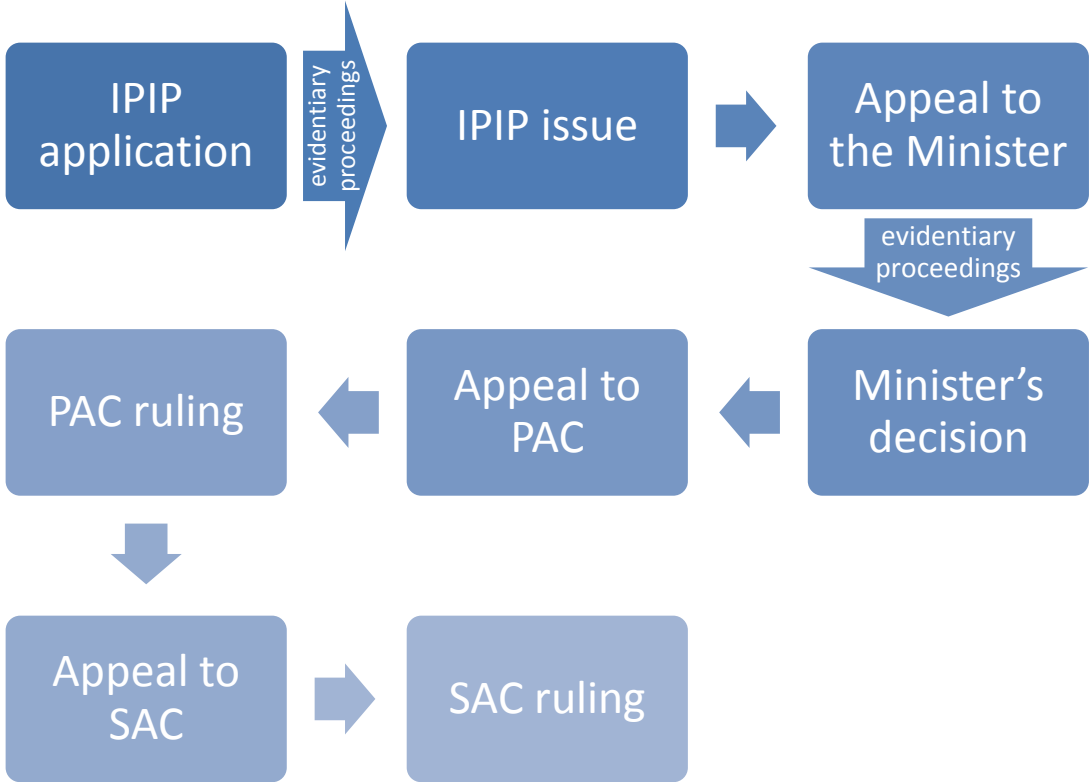 IPIP
application
evidentiary
proceedings
IPIP issue
Appeal to
the Minister
evidentiary
proceedings
Minister’s
decision
Appeal to
PAC
PAC ruling
Appeal to
SAC
SAC ruling